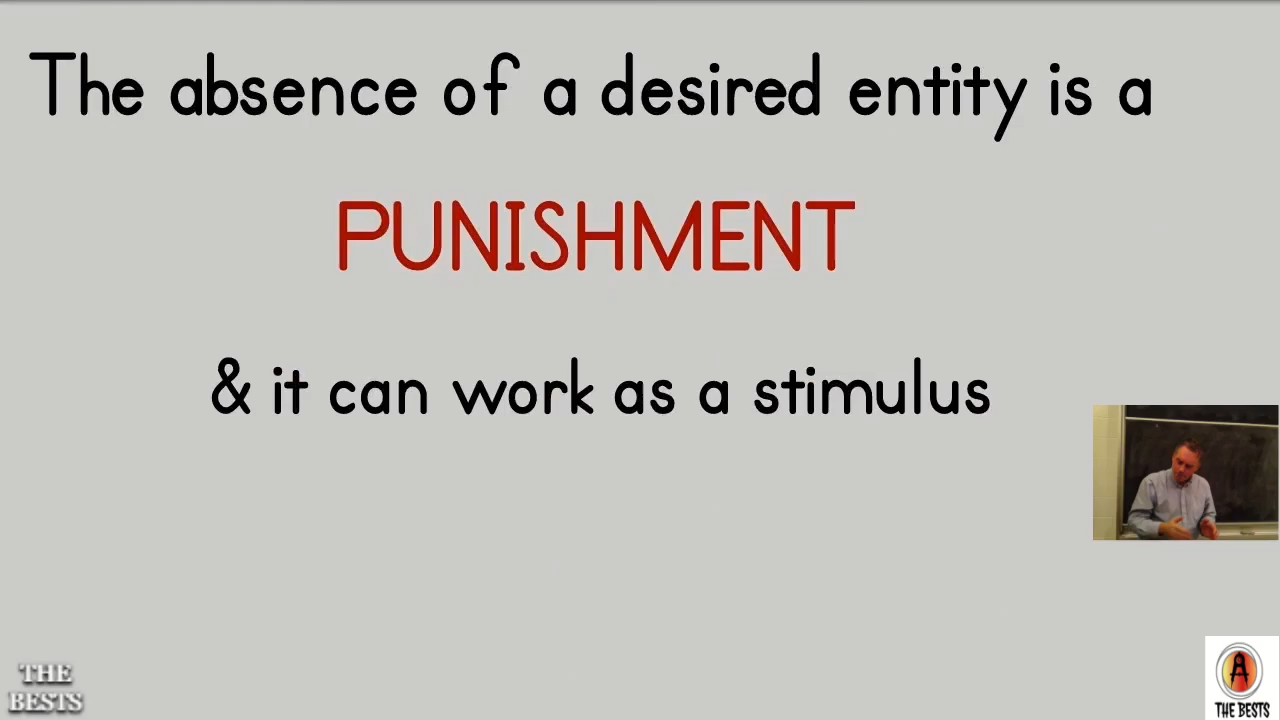 The absence of a desired entity is a
PUNISHMENT
& it can work as a stimulus
THE
BESTS
A
THE BESTS